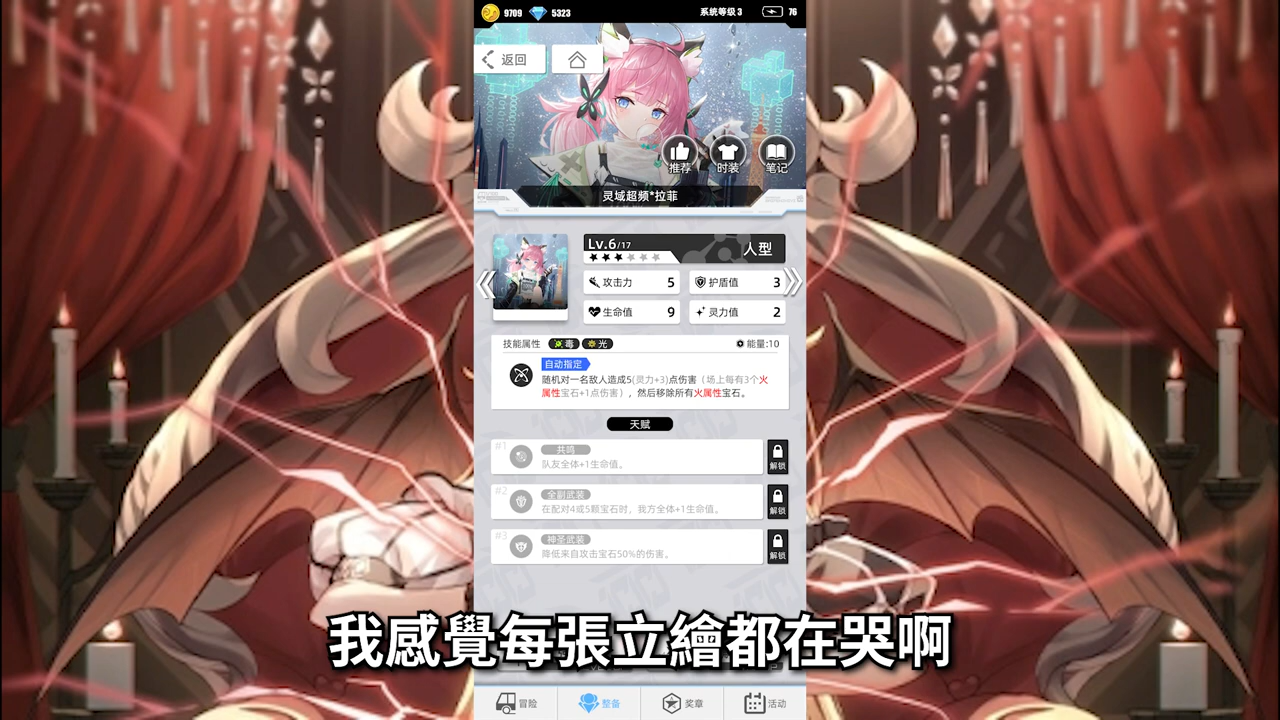 9709 5323 系统等级 3 76
返回
推荐 时装 笔记
灵域超频*拉菲
Lv.6/17 人型
攻击力 5 护盾值 3
生命值 9 灵力值 2
技能属性 毒 光 能量:10
自动指定
随机对一名敌人造成5(灵力+3)点伤害（场上每有3个火
属性宝石+1点伤害），然后移除所有火属性宝石。
天赋
#1 共鸣
队友全体+1生命值。
解锁
#2 全副武装
在配对4或5颗宝石时，我方全体+1生命值。
解锁
#3 神圣武装
降低来自攻击宝石50%的伤害。
解锁
我感覺每張立繪都在哭啊
冒险 整备 奖章 活动